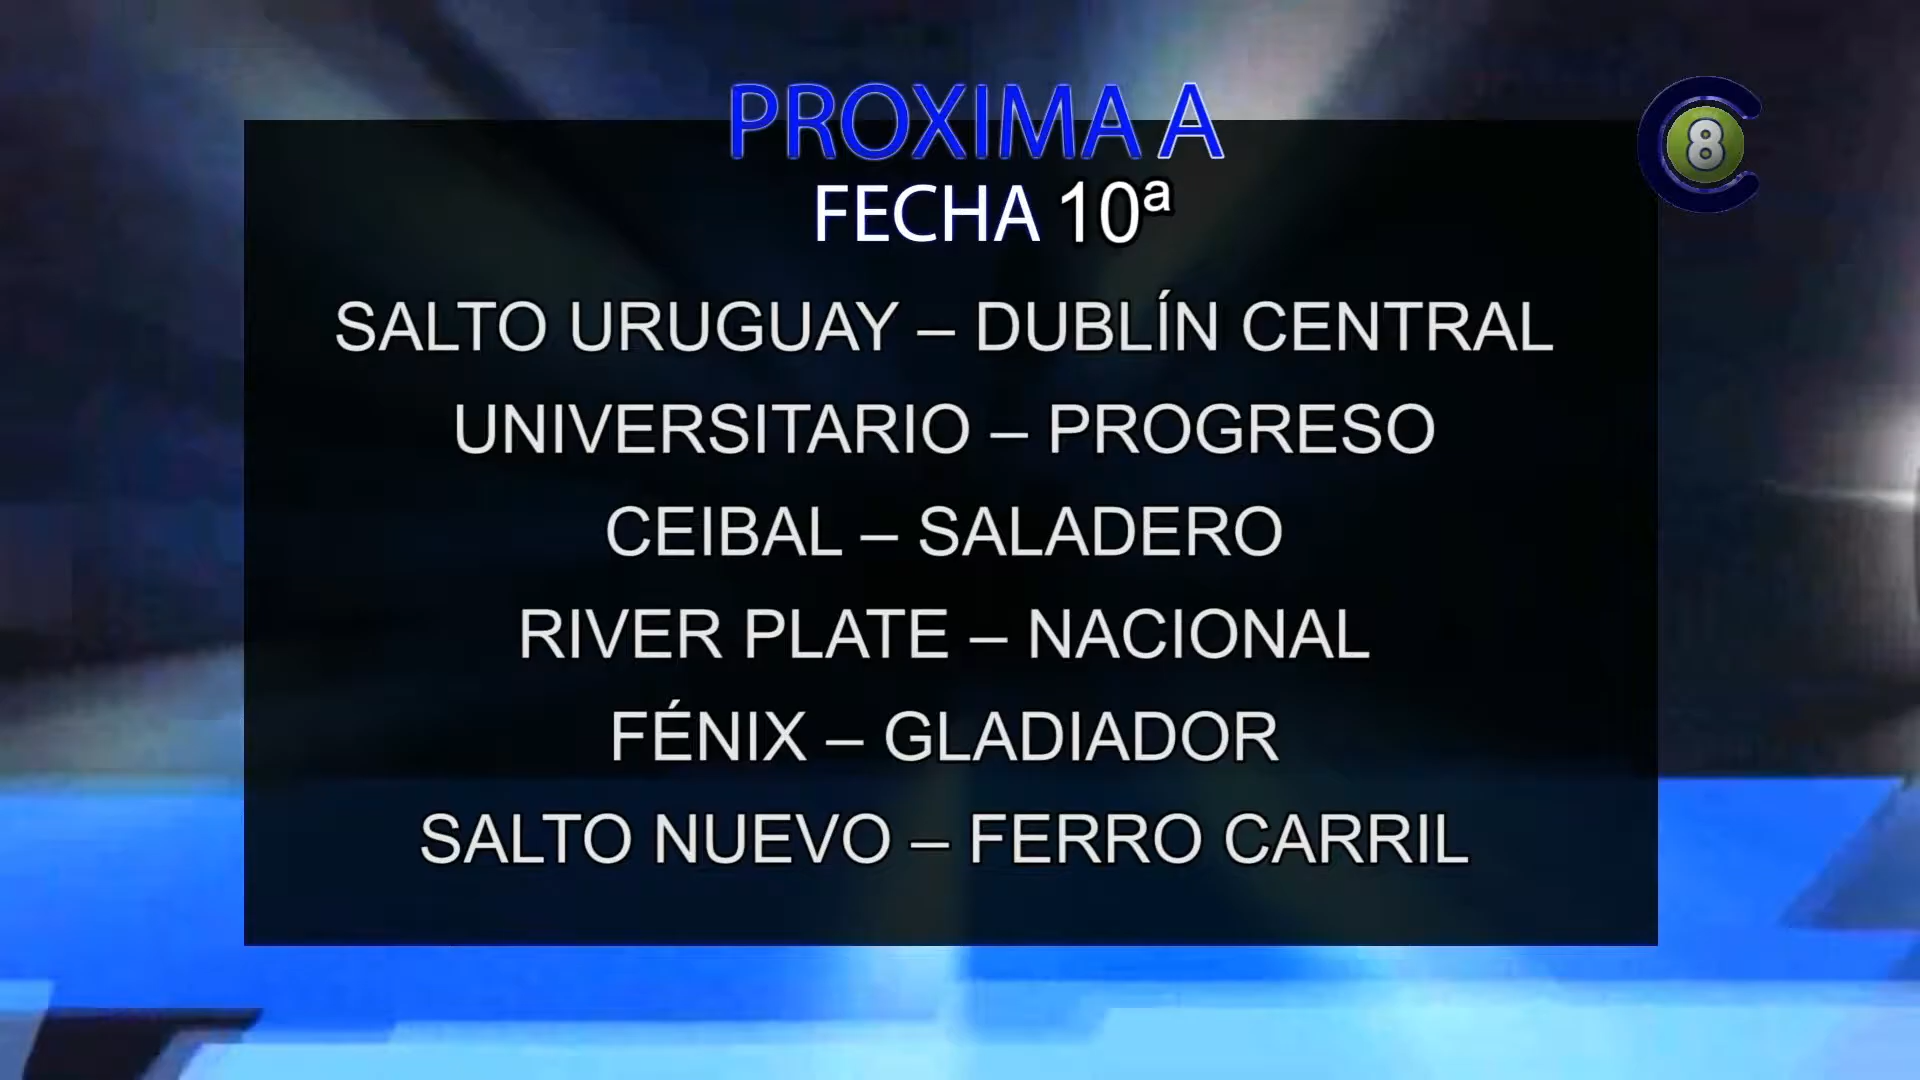 PROXIMA A
FECHA 10ª
SALTO URUGUAY – DUBLÍN CENTRAL
UNIVERSITARIO – PROGRESO
CEIBAL – SALADERO
RIVER PLATE – NACIONAL
FÉNIX – GLADIADOR
SALTO NUEVO – FERRO CARRIL
C 8